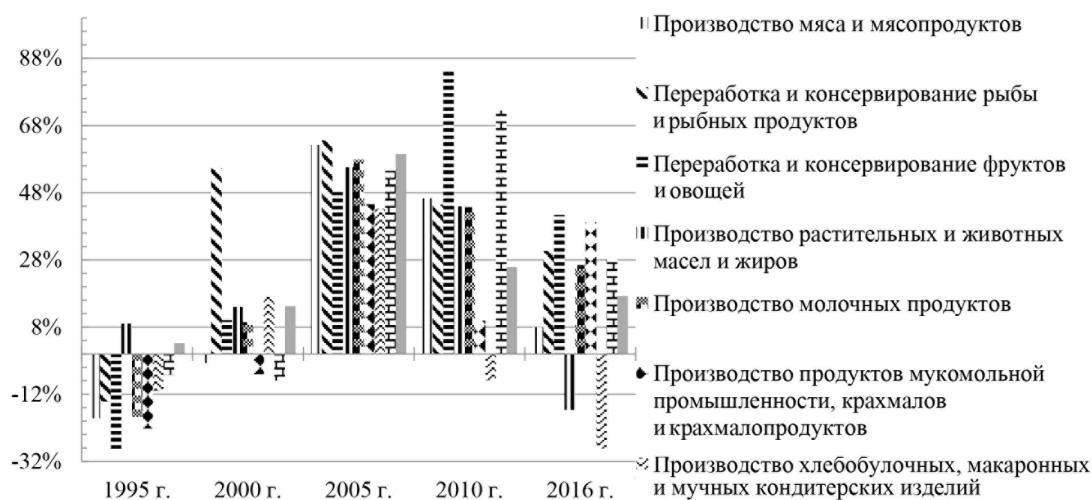 88%
68%
48%
28%
8%
-12%
-32%
1995 г.
2000 г.
2005 г.
2010 г.
2016 г.
Производство мяса и мясопродуктов
Переработка и консервирование рыбы
и рыбных продуктов
Переработка и консервирование фруктов
и овощей
Производство растительных и животных
масел и жиров
Производство молочных продуктов
Производство продуктов мукомольной
промышленности, крахмалов
и крахмалопродуктов
Производство хлебобулочных, макаронных
и мучных кондитерских изделий